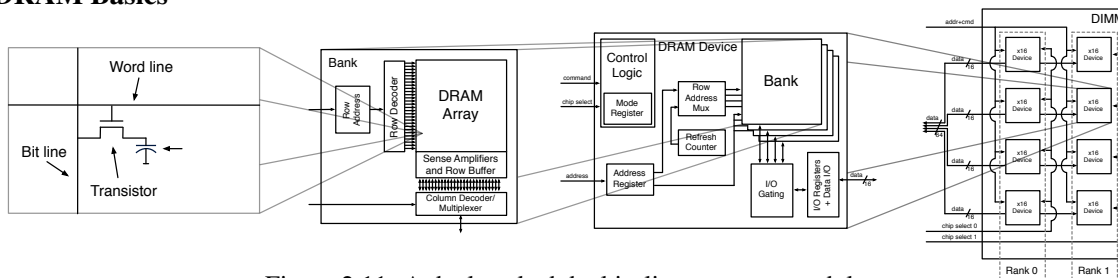 DRAM Basics
Word line
Bit line
Transistor
Bank
Row
Address
Row Decoder
DRAM
Array
Sense Amplifiers
and Row Buffer
Column Decoder/
Multiplexer
DRAM Device
command
chip select
address
Control
Logic
Mode
Register
Row
Address
Mux
Refresh
Counter
Address
Register
Bank
I/O
Gating
I/O Registers
+ Data I/O
data
16
DIMM
addr+cmd
data
16
x16
Device
x16
Device
data
16
x16
Device
x16
Device
data
64
data
16
x16
Device
x16
Device
data
16
x16
Device
x16
Device
chip select 0
chip select 1
Rank 0
Rank 1